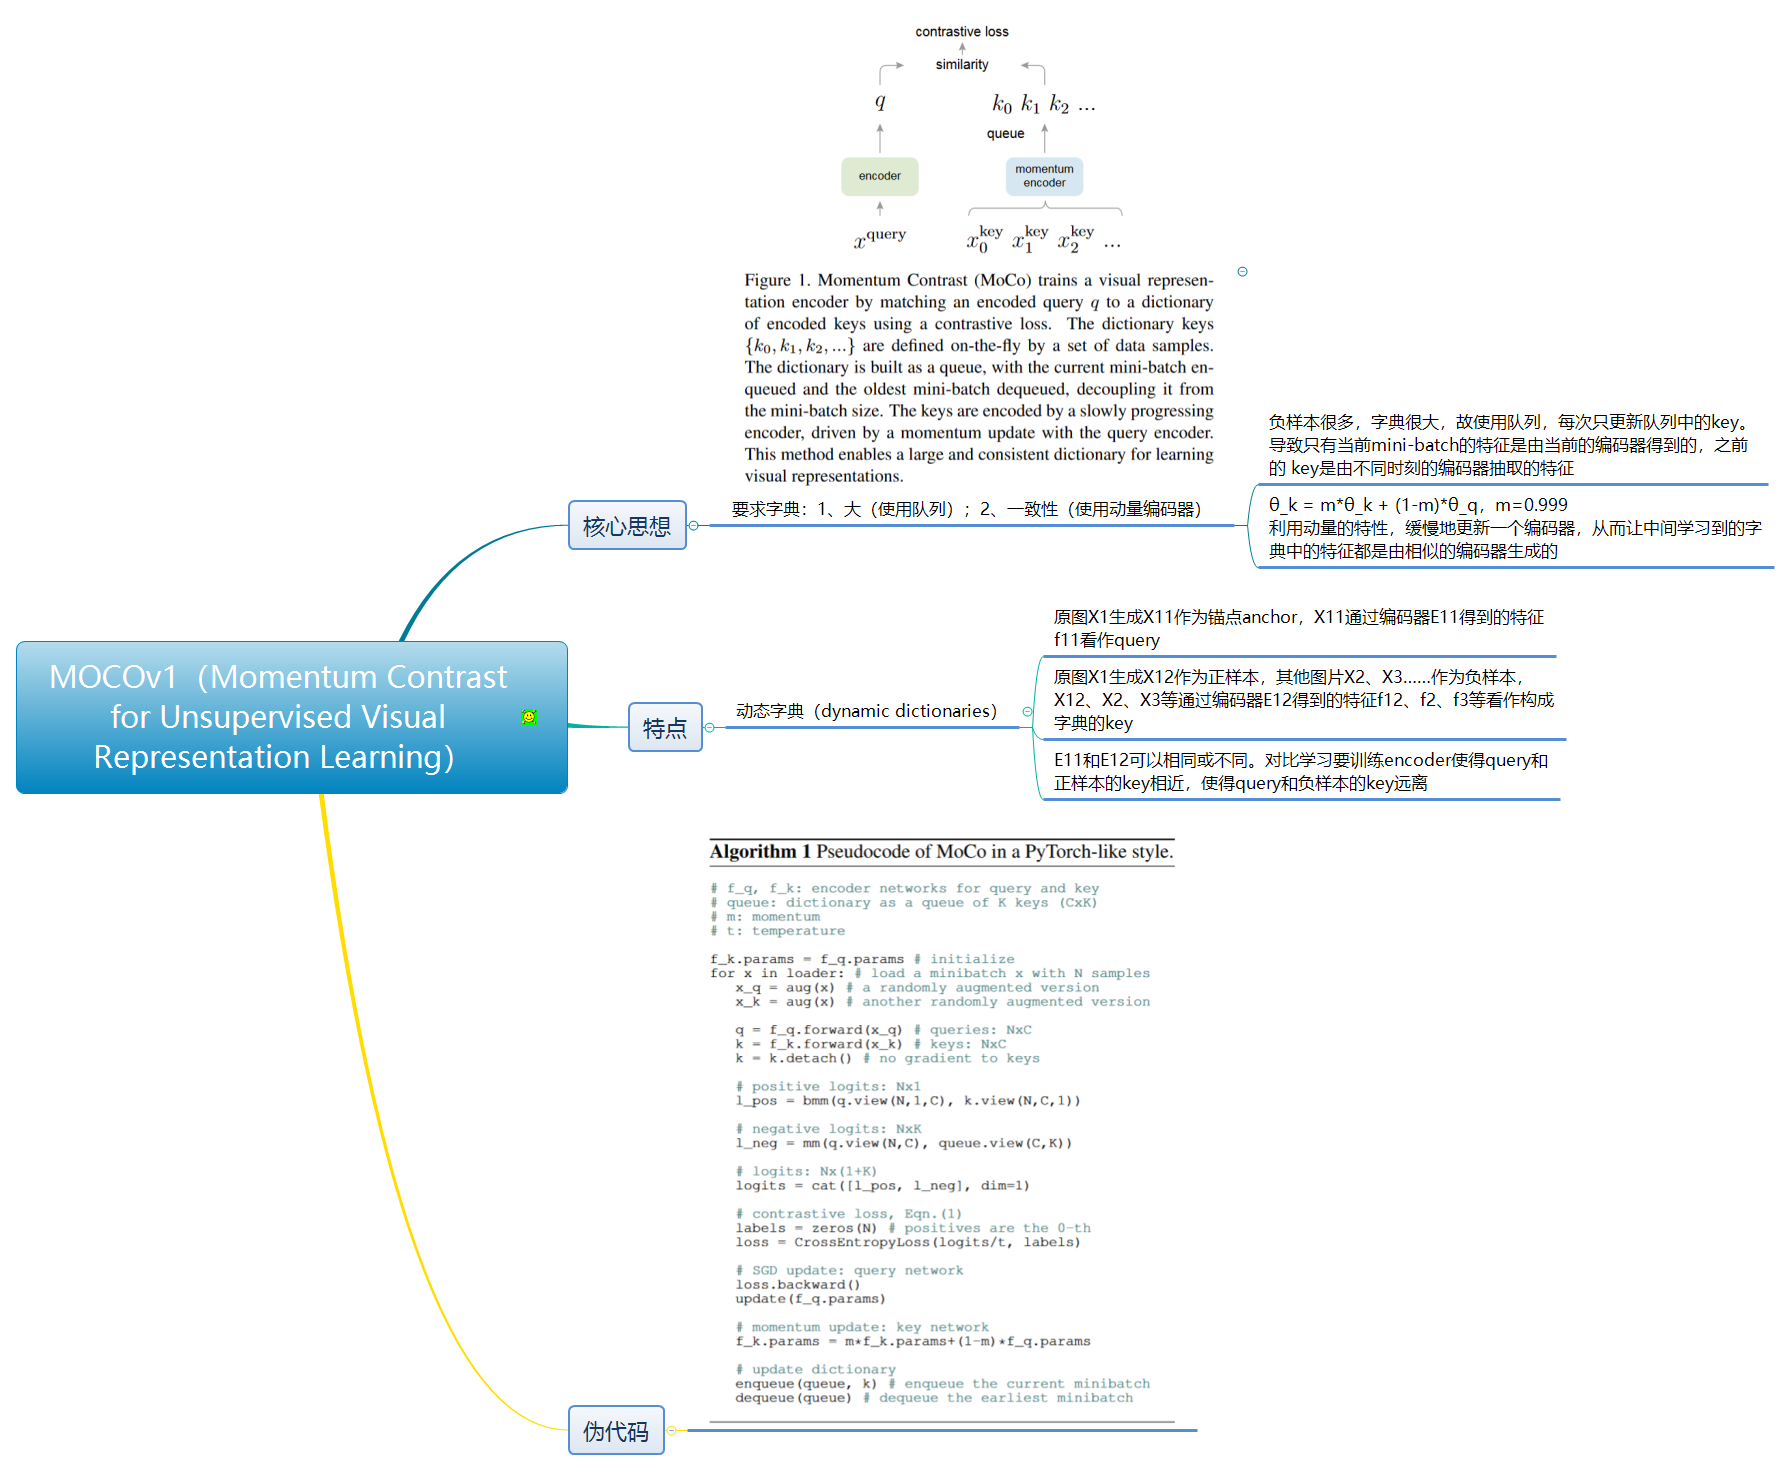 MOCOv1（Momentum Contrast
for Unsupervised Visual
Representation Learning）
核心思想
contrastive loss
similarity
q
k0 k1 k2 ...
queue
encoder
momentum
encoder
x^query
x0^key x1^key x2^key ...
Figure 1. Momentum Contrast (MoCo) trains a visual represen-
tation encoder by matching an encoded query q to a dictionary
of encoded keys using a contrastive loss. The dictionary keys
{k0, k1, k2, ...} are defined on-the-fly by a set of data samples.
The dictionary is built as a queue, with the current mini-batch en-
queued and the oldest mini-batch dequeued, decoupling it from
the mini-batch size. The keys are encoded by a slowly progressing
encoder, driven by a momentum update with the query encoder.
This method enables a large and consistent dictionary for learning
visual representations.
要求字典：1、大（使用队列）；2、一致性（使用动量编码器）
负样本很多，字典很大，故使用队列，每次只更新队列中的key。
导致只有当前mini-batch的特征是由当前的编码器得到的，之前
的 key是由不同时刻的编码器抽取的特征
θ_k = m*θ_k + (1-m)*θ_q，m=0.999
利用动量的特性，缓慢地更新一个编码器，从而让中间学习到的字
典中的特征都是由相似的编码器生成的
特点
动态字典（dynamic dictionaries）
原图X1生成X11作为锚点anchor，X11通过编码器E11得到的特征
f11看作query
原图X1生成X12作为正样本，其他图片X2、X3……作为负样本，
X12、X2、X3等通过编码器E12得到的特征f12、f2、f3等看作构成
字典的key
E11和E12可以相同或不同。对比学习要训练encoder使得query和
正样本的key相近，使得query和负样本的key远离
伪代码
Algorithm 1 Pseudocode of MoCo in a PyTorch-like style.
# f_q, f_k: encoder networks for query and key
# queue: dictionary as a queue of K keys (CxK)
# m: momentum
# t: temperature
f_k.params = f_q.params # initialize
for x in loader: # load a minibatch x with N samples
x_q = aug(x) # a randomly augmented version
x_k = aug(x) # another randomly augmented version
q = f_q.forward(x_q) # queries: NxC
k = f_k.forward(x_k) # keys: NxC
k = k.detach() # no gradient to keys
# positive logits: Nx1
l_pos = bmm(q.view(N,1,C), k.view(N,C,1))
# negative logits: NxK
l_neg = mm(q.view(N,C), queue.view(C,K))
# logits: Nx(1+K)
logits = cat([l_pos, l_neg], dim=1)
# contrastive loss, Eqn.(1)
labels = zeros(N) # positives are the 0-th
loss = CrossEntropyLoss(logits/t, labels)
# SGD update: query network
loss.backward()
update(f_q.params)
# momentum update: key network
f_k.params = m*f_k.params+(1-m)*f_q.params
# update dictionary
enqueue(queue, k) # enqueue the current minibatch
dequeue(queue) # dequeue the earliest minibatch